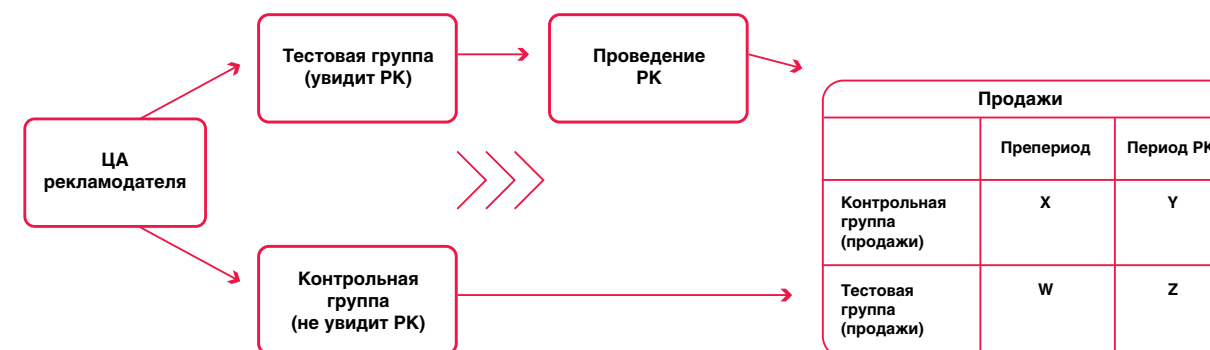 ЦА
рекламодателя
Тестовая группа
(увидит РК)
Проведение
РК
Контрольная
группа
(не увидит РК)
Продажи
Препериод
Период РК
Контрольная
группа
(продажи)
X
Y
Тестовая
группа
(продажи)
W
Z